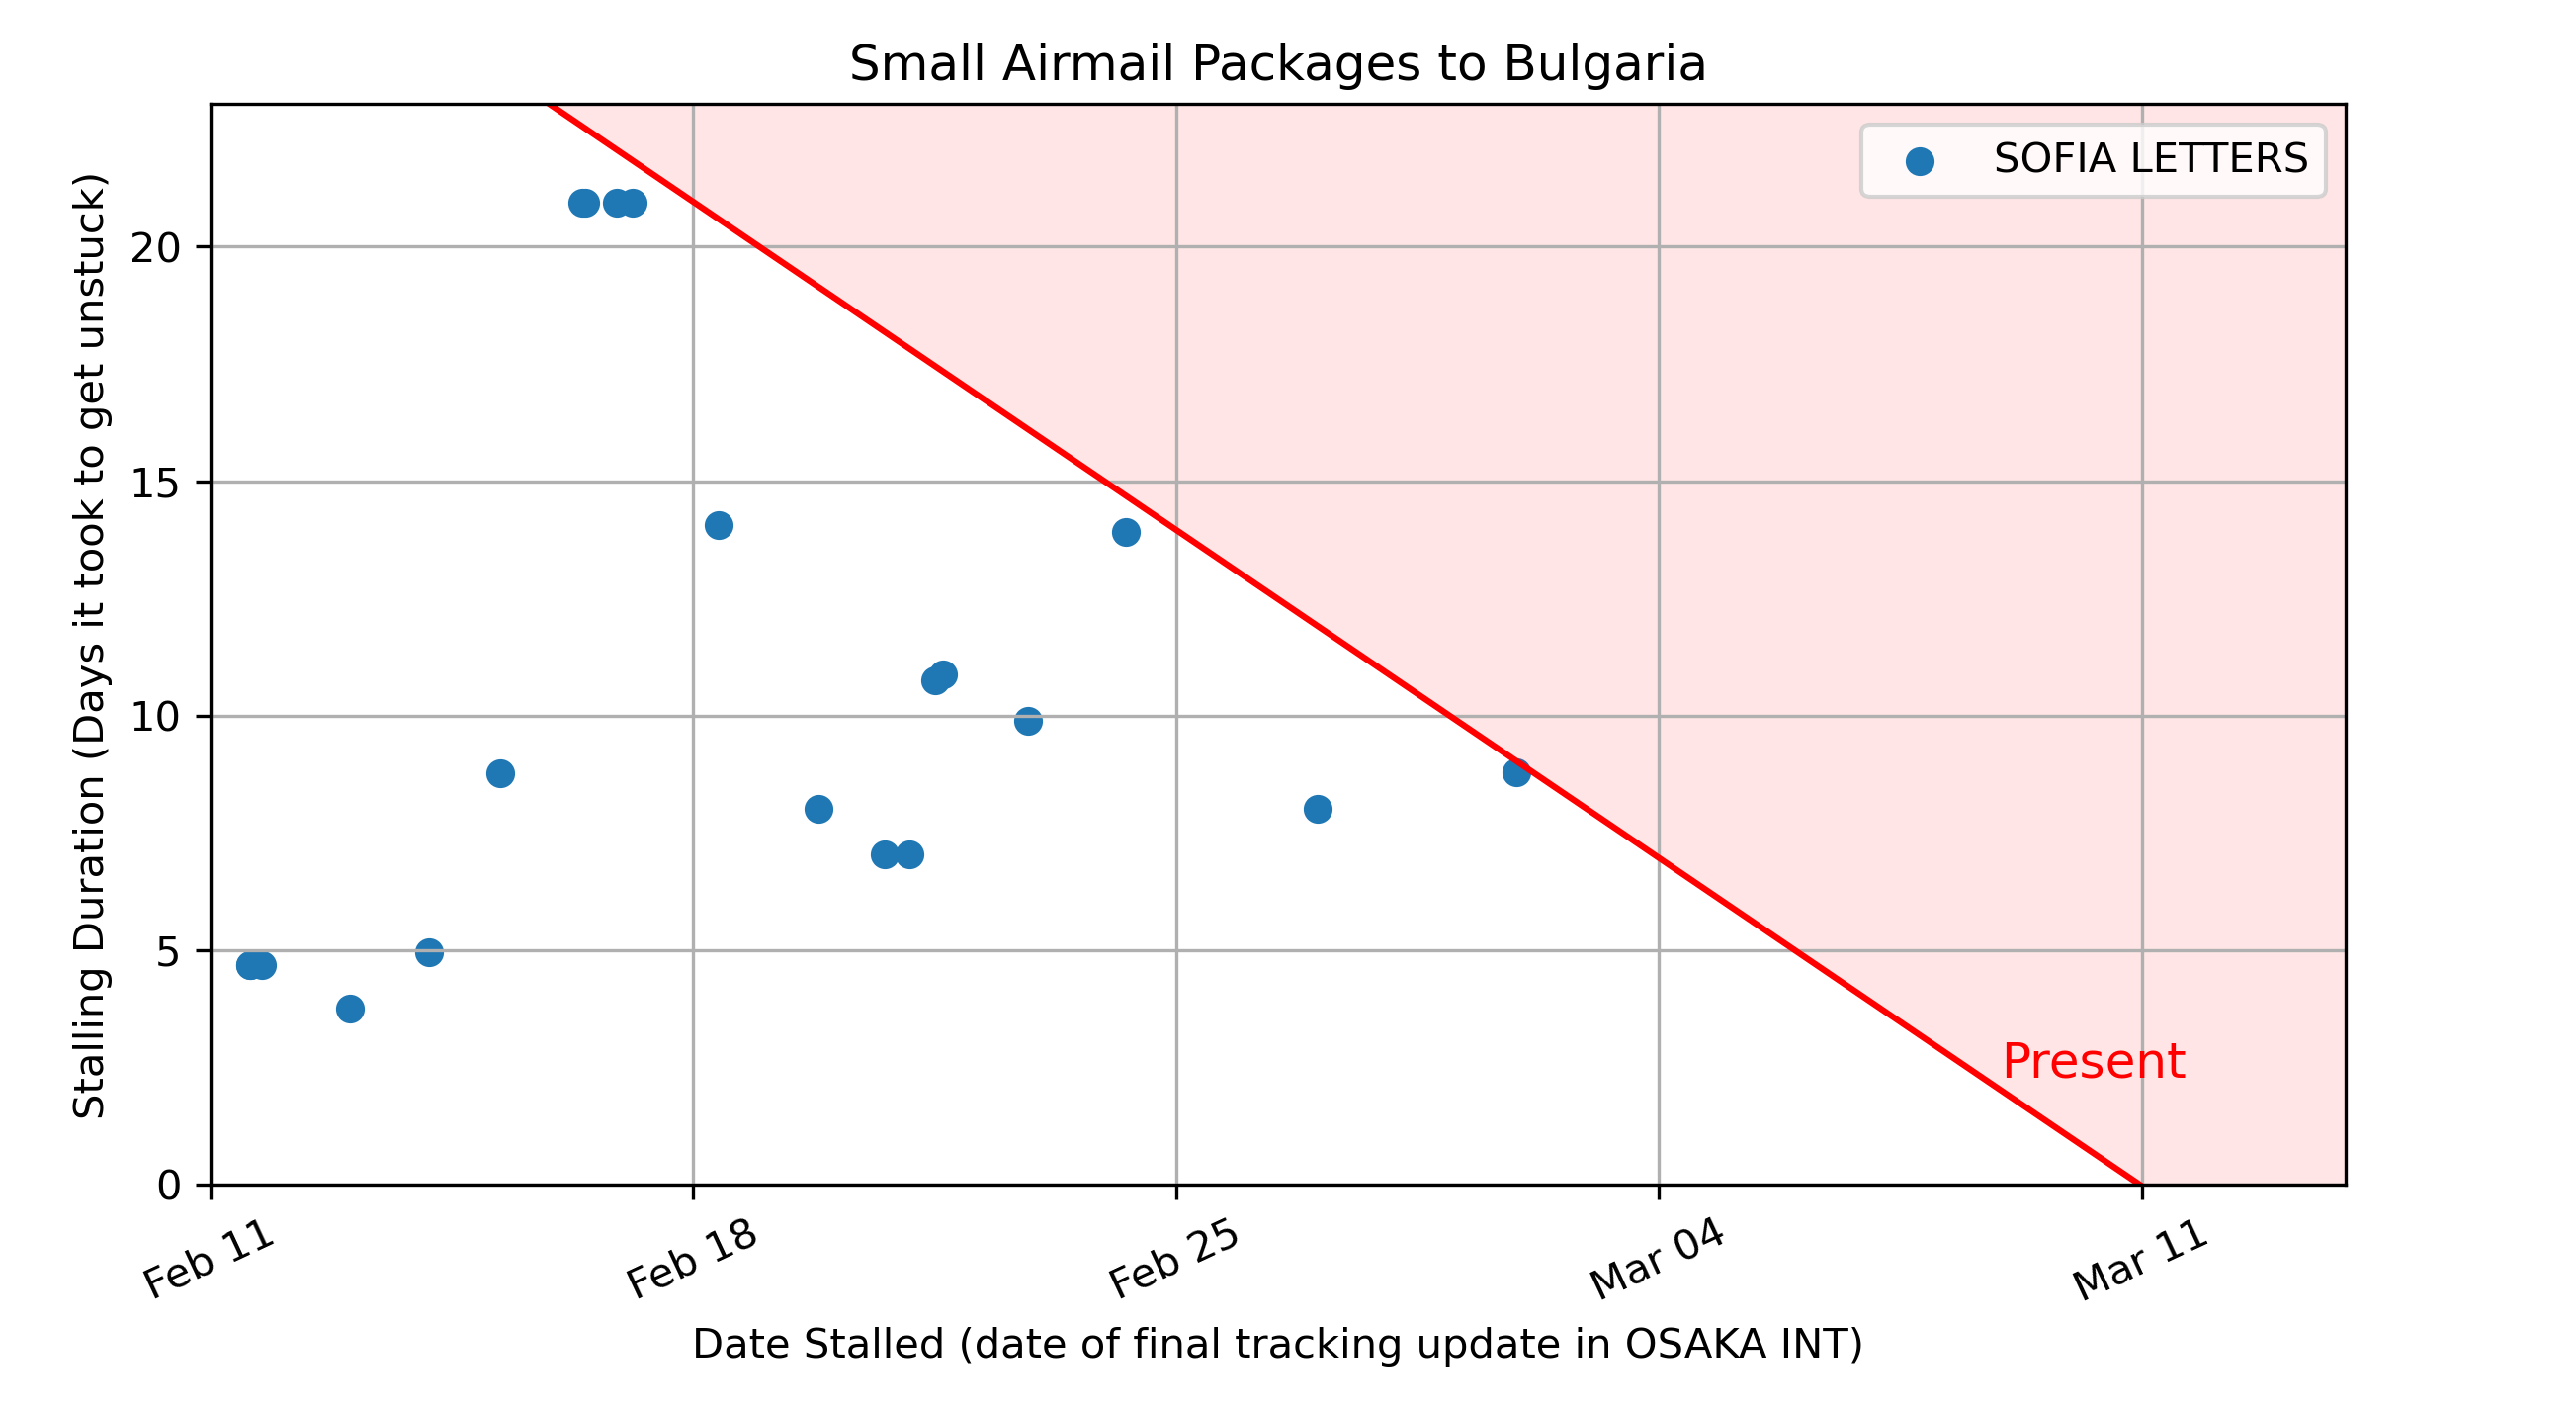 Small Airmail Packages to Bulgaria
SOFIA LETTERS
Stalling Duration (Days it took to get unstuck)
20
15
10
5
0
Present
Feb 11
Feb 18
Feb 25
Mar 04
Mar 11
Date Stalled (date of final tracking update in OSAKA INT)